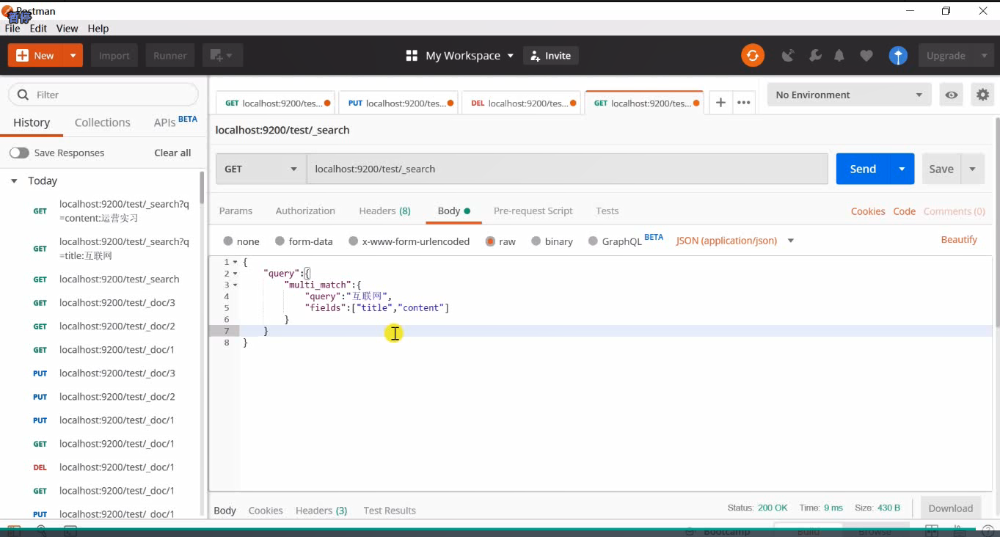 Postman
暂停
File Edit View Help
New Import Runner My Workspace Invite Upgrade
Filter
History Collections APIs BETA
Save Responses Clear all
Today
GET localhost:9200/test/_search?q
=content:运营实习
GET localhost:9200/test/_search?q
=title:互联网
GET localhost:9200/test/_search
GET localhost:9200/test/_doc/3
GET localhost:9200/test/_doc/2
GET localhost:9200/test/_doc/1
PUT localhost:9200/test/_doc/3
PUT localhost:9200/test/_doc/2
PUT localhost:9200/test/_doc/1
GET localhost:9200/test/_doc/1
DEL localhost:9200/test/_doc/1
GET localhost:9200/test/_doc/1
PUT localhost:9200/test/_doc/1
GET localhost:9200/tes... PUT localhost:9200/tes... DEL localhost:9200/tes... GET localhost:9200/tes... + ••• No Environment
localhost:9200/test/_search
GET localhost:9200/test/_search Send Save
Params Authorization Headers (8) Body Pre-request Script Tests Cookies Code Comments (0)
none form-data x-www-form-urlencoded raw binary GraphQL BETA JSON (application/json) Beautify
1 {
2 "query":{
3 "multi_match":{
4 "query":"互联网",
5 "fields":["title","content"]
6 }
7 }
8 }
Body Cookies Headers (3) Test Results Status: 200 OK Time: 9 ms Size: 430 B Download
Bootcamp Build Browse